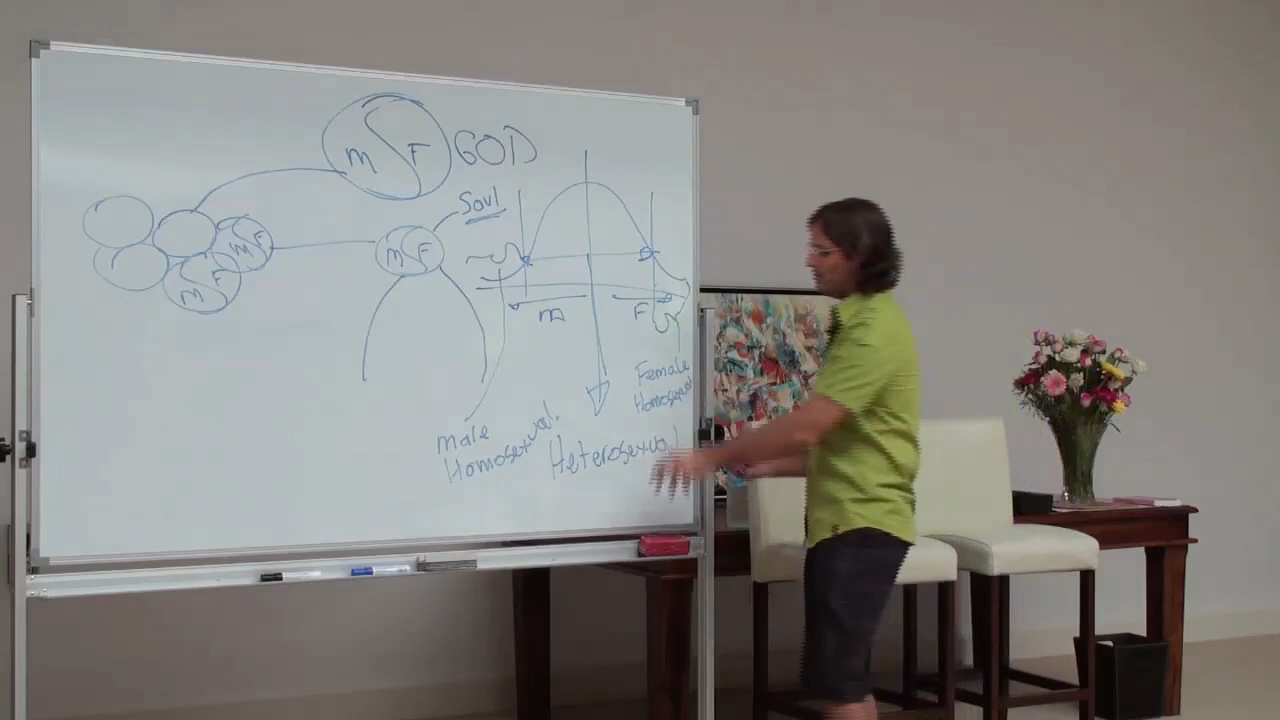 M F GOD
Soul
M F
M F
M F
m F
Female
Homosexual
male
Homosexual.
Heterosexual